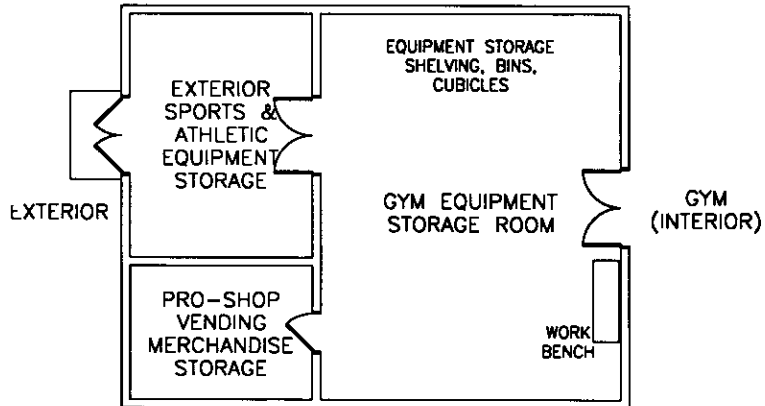 EQUIPMENT STORAGE
SHELVING, BINS,
CUBICLES
EXTERIOR
SPORTS &
ATHLETIC
EQUIPMENT
STORAGE
EXTERIOR
GYM EQUIPMENT
STORAGE ROOM
GYM
(INTERIOR)
PRO-SHOP
VENDING
MERCHANDISE
STORAGE
WORK
BENCH